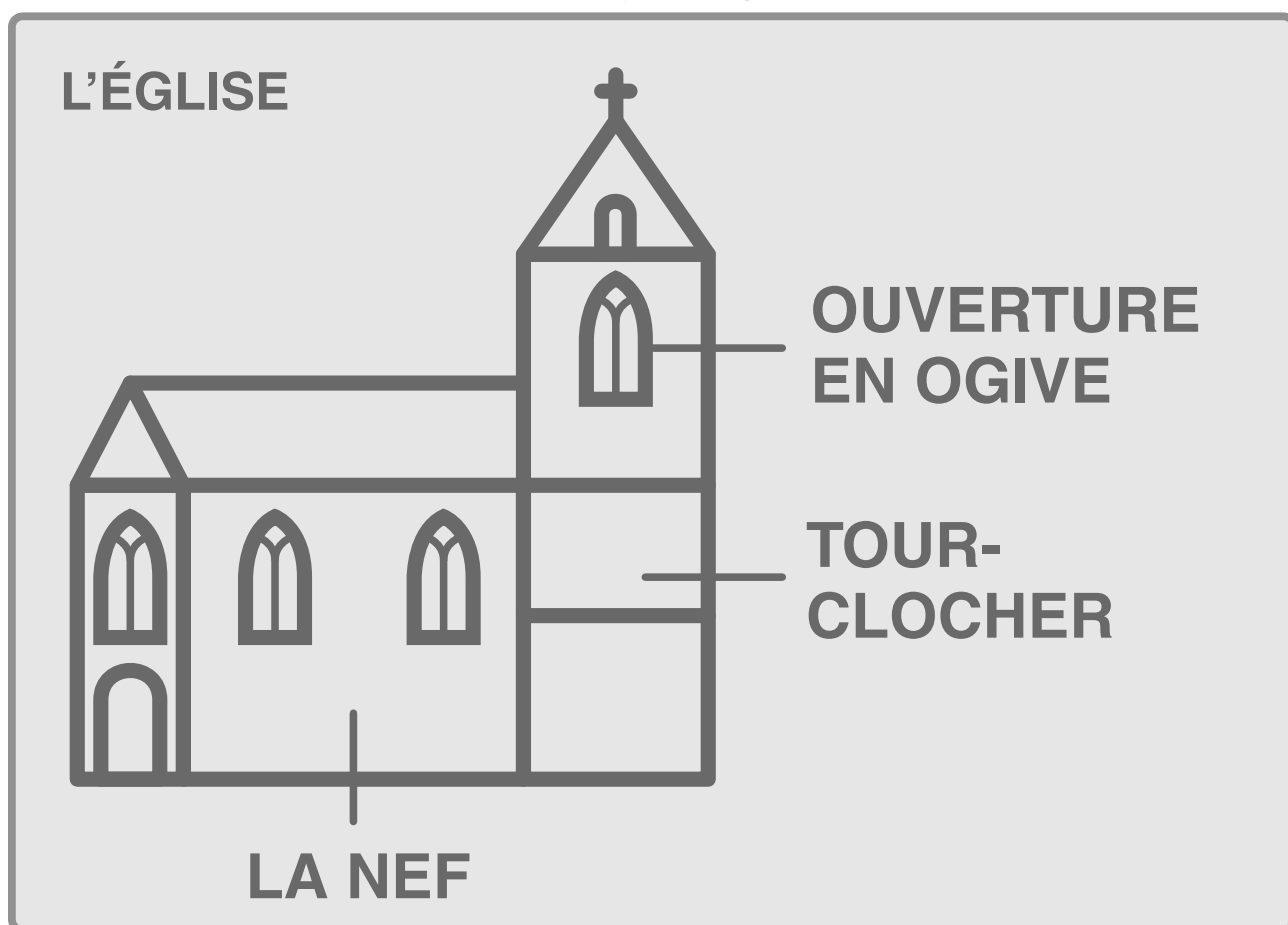 L'ÉGLISE
OUVERTURE
EN OGIVE
TOUR-
CLOCHER
LA NEF